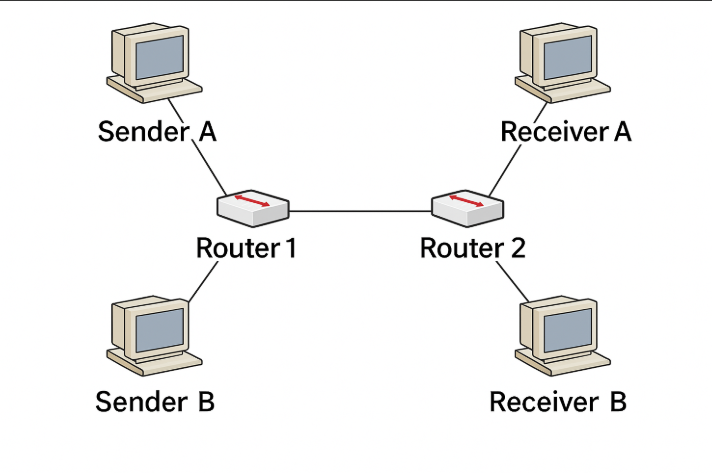 Sender A
Receiver A
Router 1
Router 2
Sender B
Receiver B